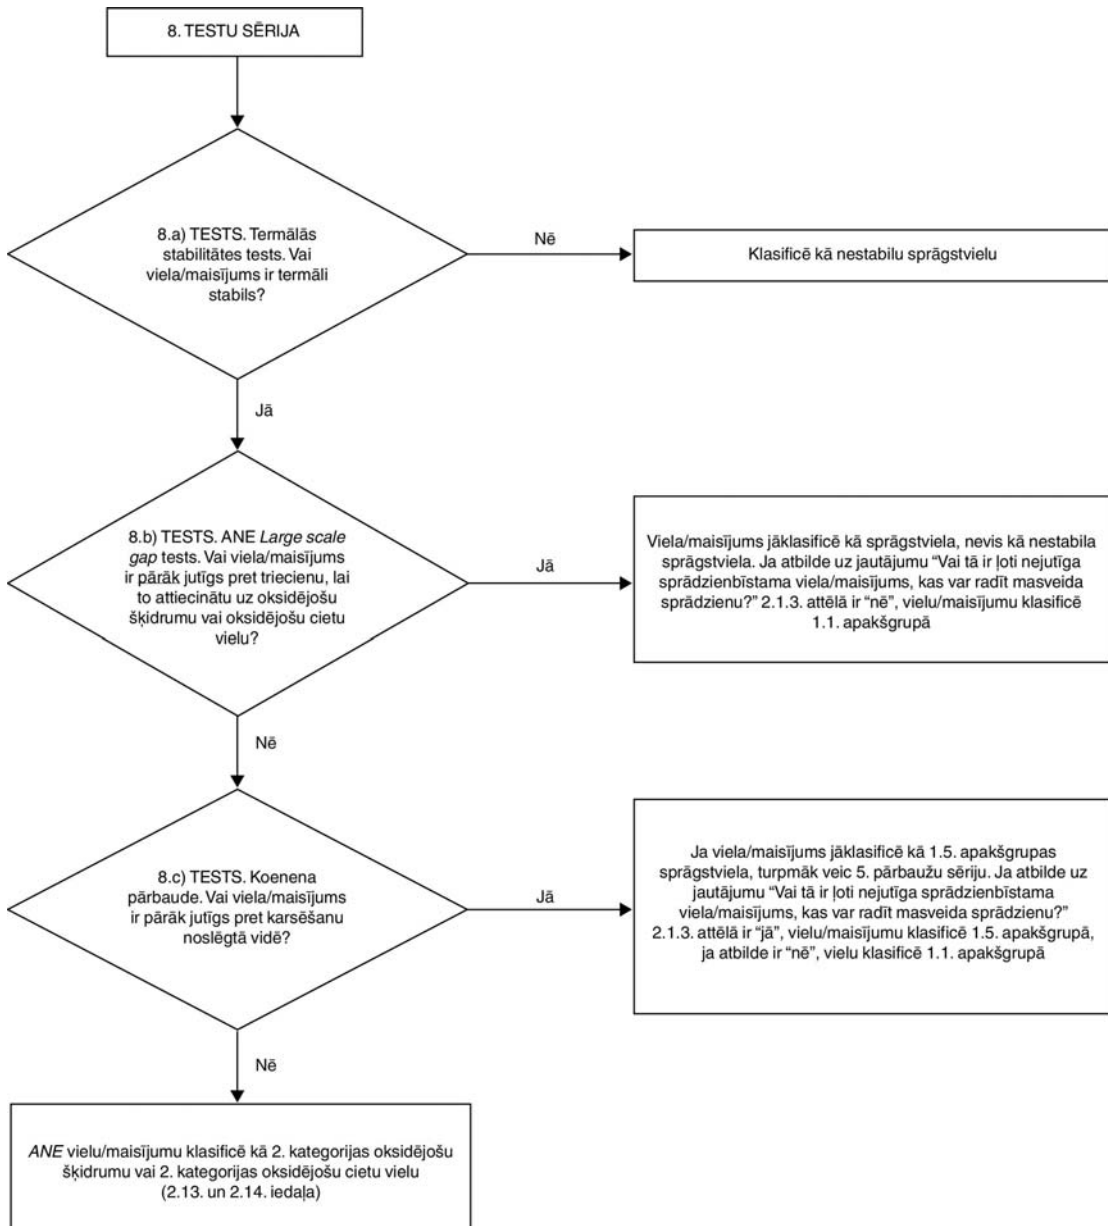 8. TESTU SĒRIJA
8.a) TESTS. Termālās
stabilitātes tests. Vai
viela/maisījums ir termāli
stabils?
Nē
Klasificē kā nestabilu sprāgstvielu
Jā
8.b) TESTS. ANE Large scale
gap tests. Vai viela/maisījums
ir pārāk jutīgs pret triecienu, lai
to attiecinātu uz oksidējošu
šķidrumu vai oksidējošu cietu
vielu?
Jā
Viela/maisījums jāklasificē kā sprāgstviela, nevis kā nestabila
sprāgstviela. Ja atbilde uz jautājumu “Vai tā ir ļoti nejutīga
sprādzienbīstama viela/maisījums, kas var radīt masveida
sprādzienu?” 2.1.3. attēlā ir “nē”, vielu/maisījumu klasificē
1.1. apakšgrupā
Nē
8.c) TESTS. Koenena
pārbaude. Vai viela/maisījums
ir pārāk jutīgs pret karsēšanu
noslēgtā vidē?
Jā
Ja viela/maisījums jāklasificē kā 1.5. apakšgrupas
sprāgstviela, turpmāk veic 5. pārbaužu sēriju. Ja atbilde uz
jautājumu “Vai tā ir ļoti nejutīga sprādzienbīstama
viela/maisījums, kas var radīt masveida sprādzienu?”
2.1.3. attēlā ir “jā”, vielu/maisījumu klasificē 1.5. apakšgrupā,
ja atbilde ir “nē”, vielu klasificē 1.1. apakšgrupā
Nē
ANE vielu/maisījumu klasificē kā 2. kategorijas oksidējošu
šķidrumu vai 2. kategorijas oksidējošu cietu vielu
(2.13. un 2.14. iedaļa)